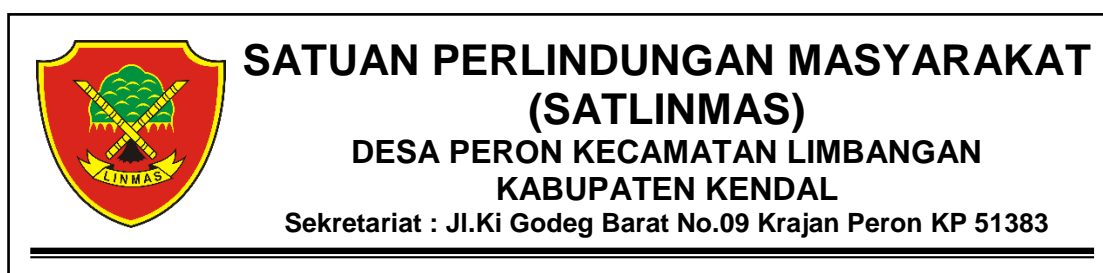 SATUAN PERLINDUNGAN MASYARAKAT
(SATLINMAS)
DESA PERON KECAMATAN LIMBANGAN
KABUPATEN KENDAL
Sekretariat : Jl.Ki Godeg Barat No.09 Krajan Peron KP 51383
LINMAS